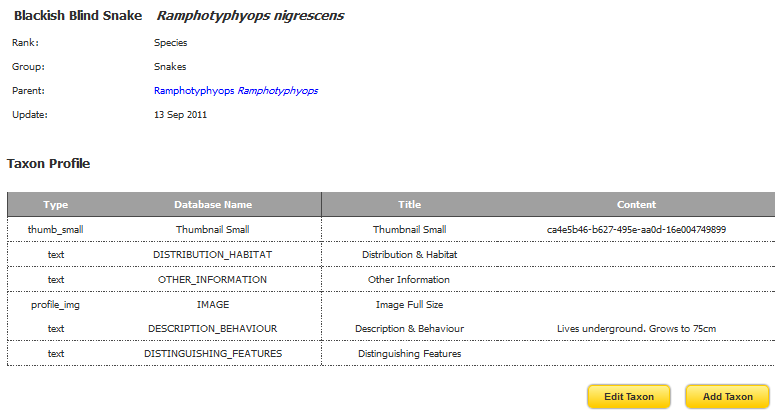 Blackish Blind Snake Ramphotyphyops nigrescens
Rank: Species
Group: Snakes
Parent: Ramphotyphyops Ramphotyphyops
Update: 13 Sep 2011
Taxon Profile
Type Database Name Title Content
thumb_small Thumbnail Small Thumbnail Small ca4e5b46-b627-495e-aa0d-16e004749899
text DISTRIBUTION_HABITAT Distribution & Habitat
text OTHER_INFORMATION Other Information
profile_img IMAGE Image Full Size
text DESCRIPTION_BEHAVIOUR Description & Behaviour Lives underground. Grows to 75cm
text DISTINGUISHING_FEATURES Distinguishing Features
Edit Taxon Add Taxon